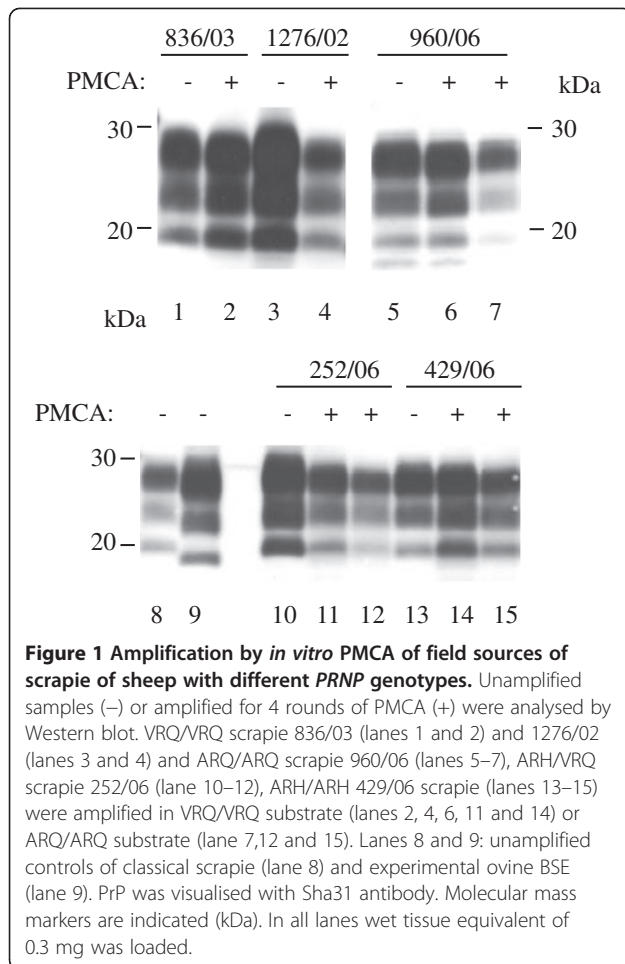 836/03 1276/02 960/06
PMCA: - + - + - + + kDa
30 30
20 20
kDa 1 2 3 4 5 6 7
252/06 429/06
PMCA: - - - + + - + +
30
20
8 9 10 11 12 13 14 15
Figure 1 Amplification by in vitro PMCA of field sources of
scrapie of sheep with different PRNP genotypes. Unamplified
samples (−) or amplified for 4 rounds of PMCA (+) were analysed by
Western blot. VRQ/VRQ scrapie 836/03 (lanes 1 and 2) and 1276/02
(lanes 3 and 4) and ARQ/ARQ scrapie 960/06 (lanes 5–7), ARH/VRQ
scrapie 252/06 (lane 10–12), ARH/ARH 429/06 scrapie (lanes 13–15)
were amplified in VRQ/VRQ substrate (lanes 2, 4, 6, 11 and 14) or
ARQ/ARQ substrate (lane 7,12 and 15). Lanes 8 and 9: unamplified
controls of classical scrapie (lane 8) and experimental ovine BSE
(lane 9). PrP was visualised with Sha31 antibody. Molecular mass
markers are indicated (kDa). In all lanes wet tissue equivalent of
0.3 mg was loaded.